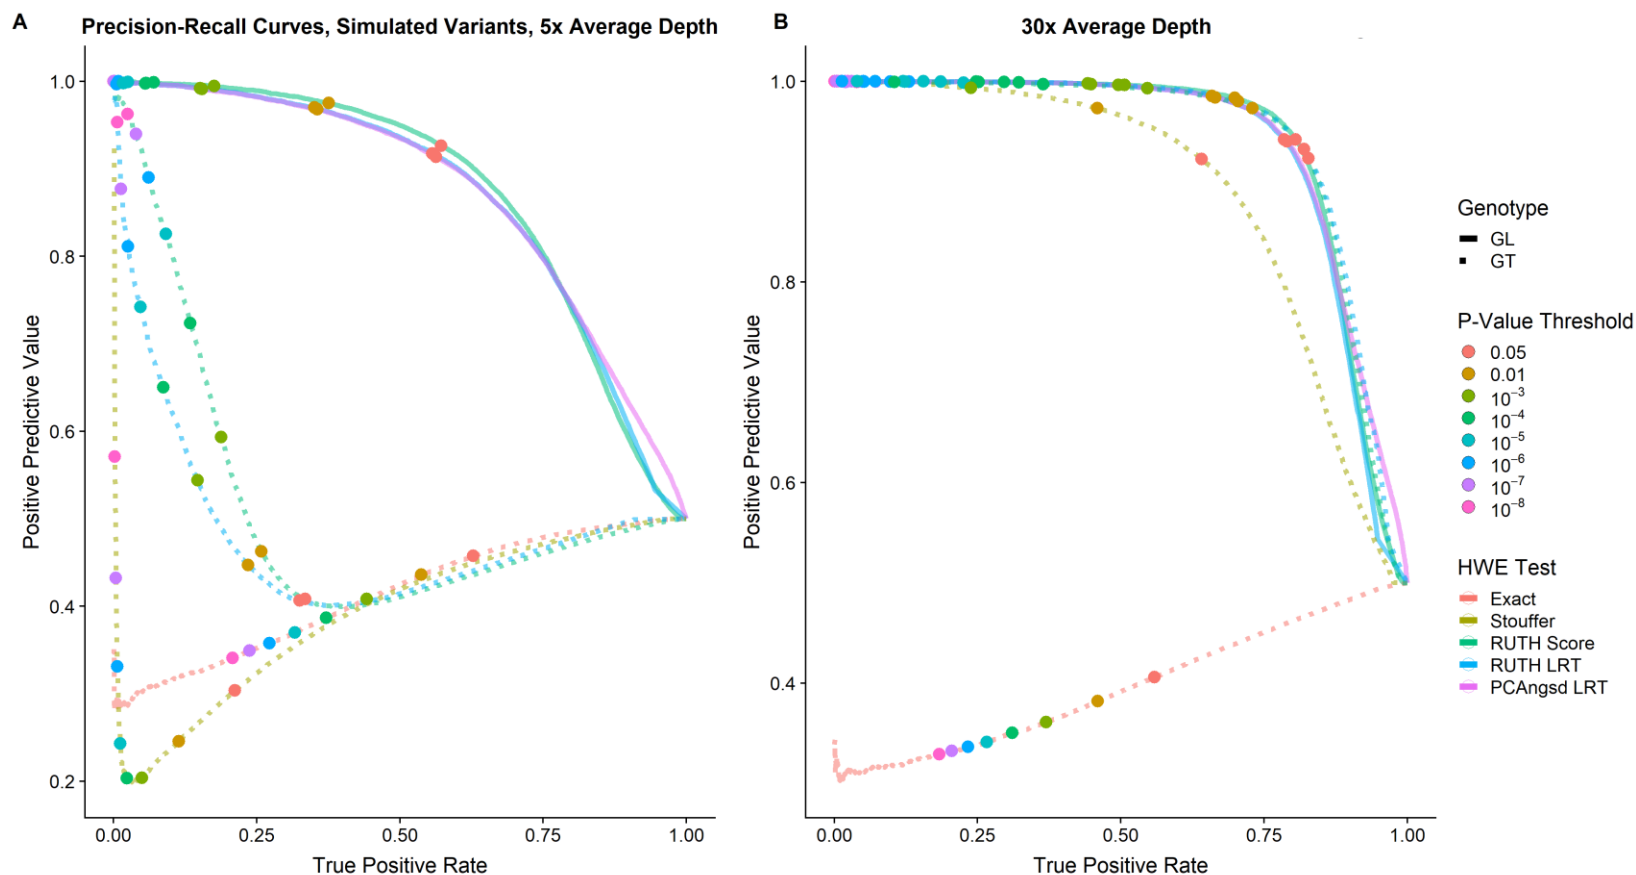 A Precision-Recall Curves, Simulated Variants, 5x Average Depth
1.0
0.8
0.6
0.4
0.2
Positive Predictive Value
0.00 0.25 0.50 0.75 1.00
True Positive Rate
B 30x Average Depth
1.0
0.8
0.6
0.4
Positive Predictive Value
0.00 0.25 0.50 0.75 1.00
True Positive Rate
Genotype
GL
GT
P-Value Threshold
0.05
0.01
10⁻³
10⁻⁴
10⁻⁵
10⁻⁶
10⁻⁷
10⁻⁸
HWE Test
Exact
Stouffer
RUTH Score
RUTH LRT
PCAngsd LRT